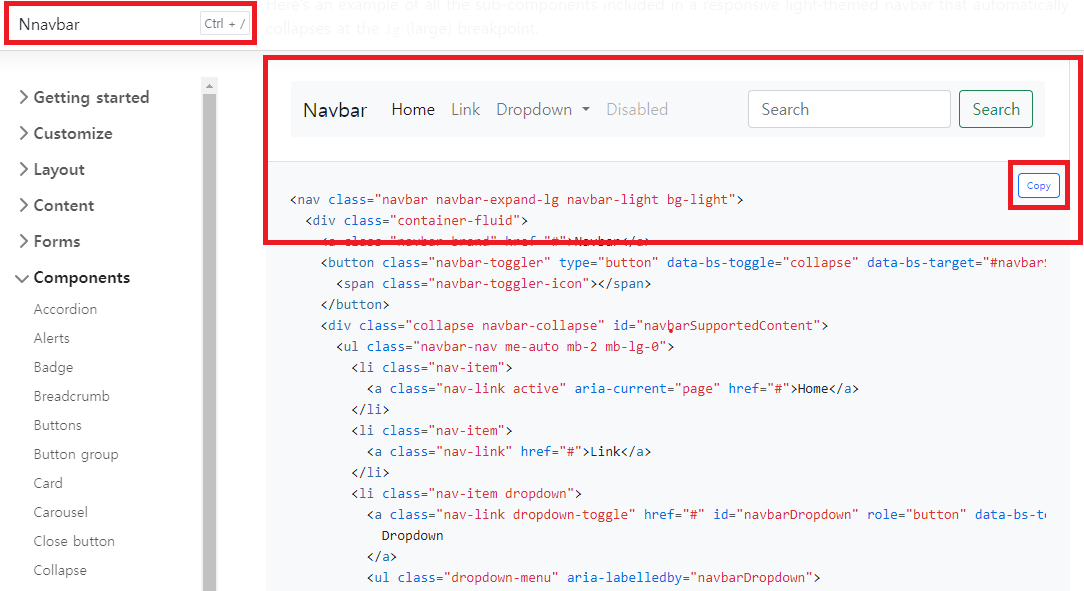 Nnavbar
Ctrl + /
Here's an example of all the sub-components included in a responsive light-themed navbar that automatically
collapses at the lg (large) breakpoint.
Getting started
Customize
Layout
Content
Forms
Components
Accordion
Alerts
Badge
Breadcrumb
Buttons
Button group
Card
Carousel
Close button
Collapse
Navbar Home Link Dropdown Disabled Search Search
Copy
<nav class="navbar navbar-expand-lg navbar-light bg-light">
<div class="container-fluid">
<a class="navbar-brand" href="#">Navbar</a>
<button class="navbar-toggler" type="button" data-bs-toggle="collapse" data-bs-target="#navbar
<span class="navbar-toggler-icon"></span>
</button>
<div class="collapse navbar-collapse" id="navbarSupportedContent">
<ul class="navbar-nav me-auto mb-2 mb-lg-0">
<li class="nav-item">
<a class="nav-link active" aria-current="page" href="#">Home</a>
</li>
<li class="nav-item">
<a class="nav-link" href="#">Link</a>
</li>
<li class="nav-item dropdown">
<a class="nav-link dropdown-toggle" href="#" id="navbarDropdown" role="button" data-bs-to
Dropdown
</a>
<ul class="dropdown-menu" aria-labelledby="navbarDropdown">